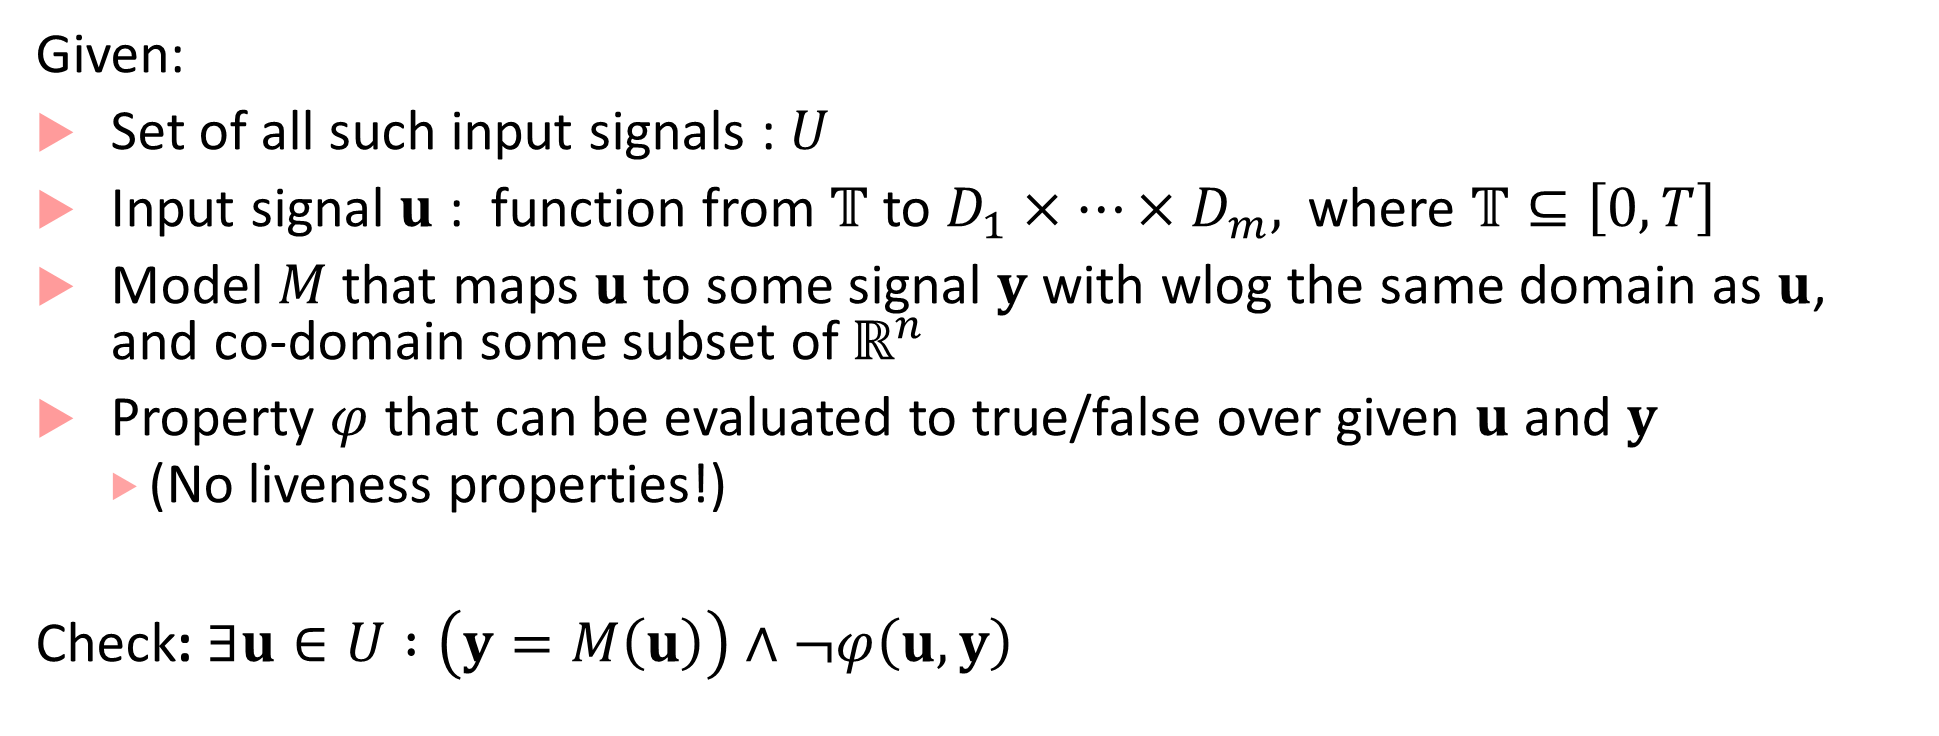 Given:
Set of all such input signals : U
Input signal 𝐮 : function from 𝕋 to D₁ × ⋯ × Dₘ, where 𝕋 ⊆ [0, T]
Model M that maps 𝐮 to some signal 𝐲 with wlog the same domain as 𝐮,
and co-domain some subset of ℝⁿ
Property φ that can be evaluated to true/false over given 𝐮 and 𝐲
(No liveness properties!)
Check: ∃𝐮 ∈ U : (𝐲 = M(𝐮)) ∧ ¬φ(𝐮, 𝐲)